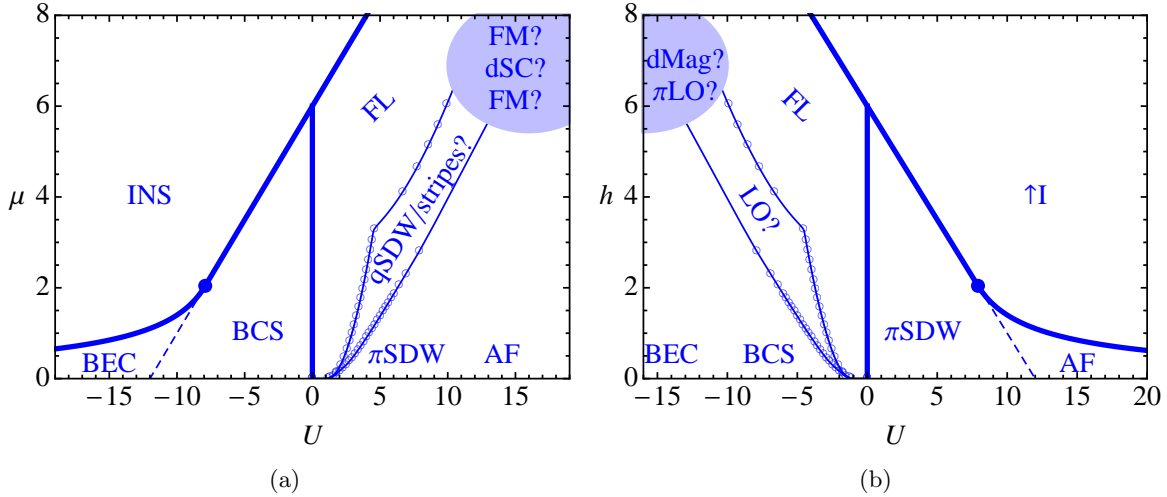 8
6
μ 4
2
0
−15 −10 −5 0 5 10 15
U
INS
FL
FM?
dSC?
FM?
qSDW/stripes?
BCS
BEC
πSDW
AF
(a)
8
6
h 4
2
0
−15 −10 −5 0 5 10 15 20
U
dMag?
πLO?
FL
↑I
LO?
πSDW
BEC
BCS
AF
(b)